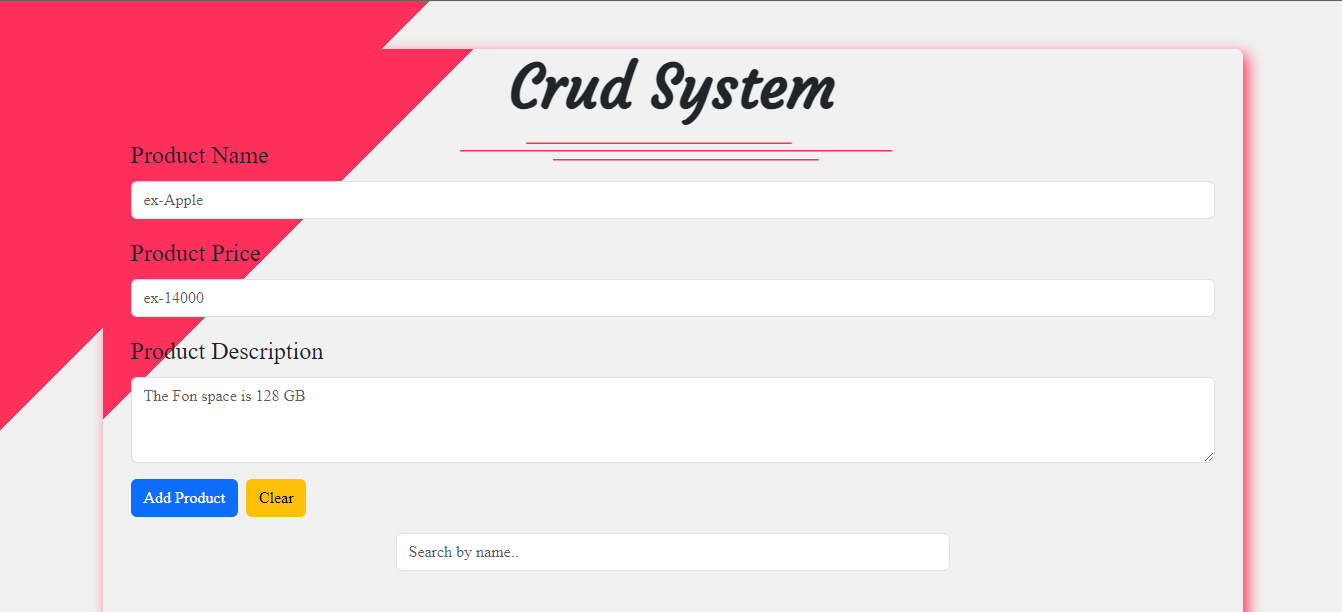 Crud System
Product Name
ex-Apple
Product Price
ex-14000
Product Description
The Fon space is 128 GB
Add Product Clear
Search by name..